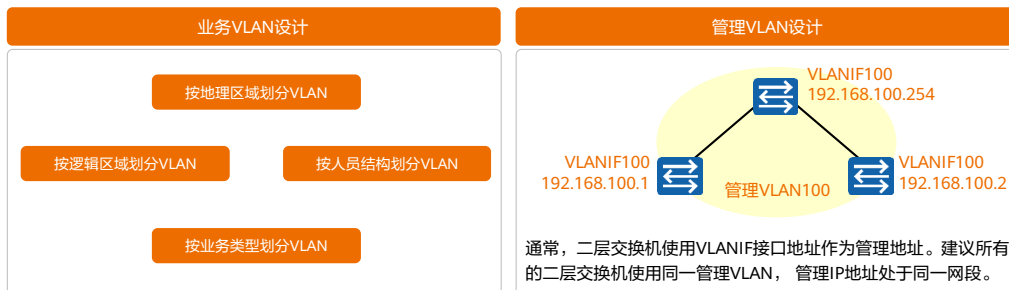 业务VLAN设计
按地理区域划分VLAN
按逻辑区域划分VLAN
按人员结构划分VLAN
按业务类型划分VLAN
管理VLAN设计
VLANIF100
192.168.100.254
VLANIF100
192.168.100.1
管理VLAN100
VLANIF100
192.168.100.2
通常，二层交换机使用VLANIF接口地址作为管理地址。建议所有
的二层交换机使用同一管理VLAN， 管理IP地址处于同一网段。